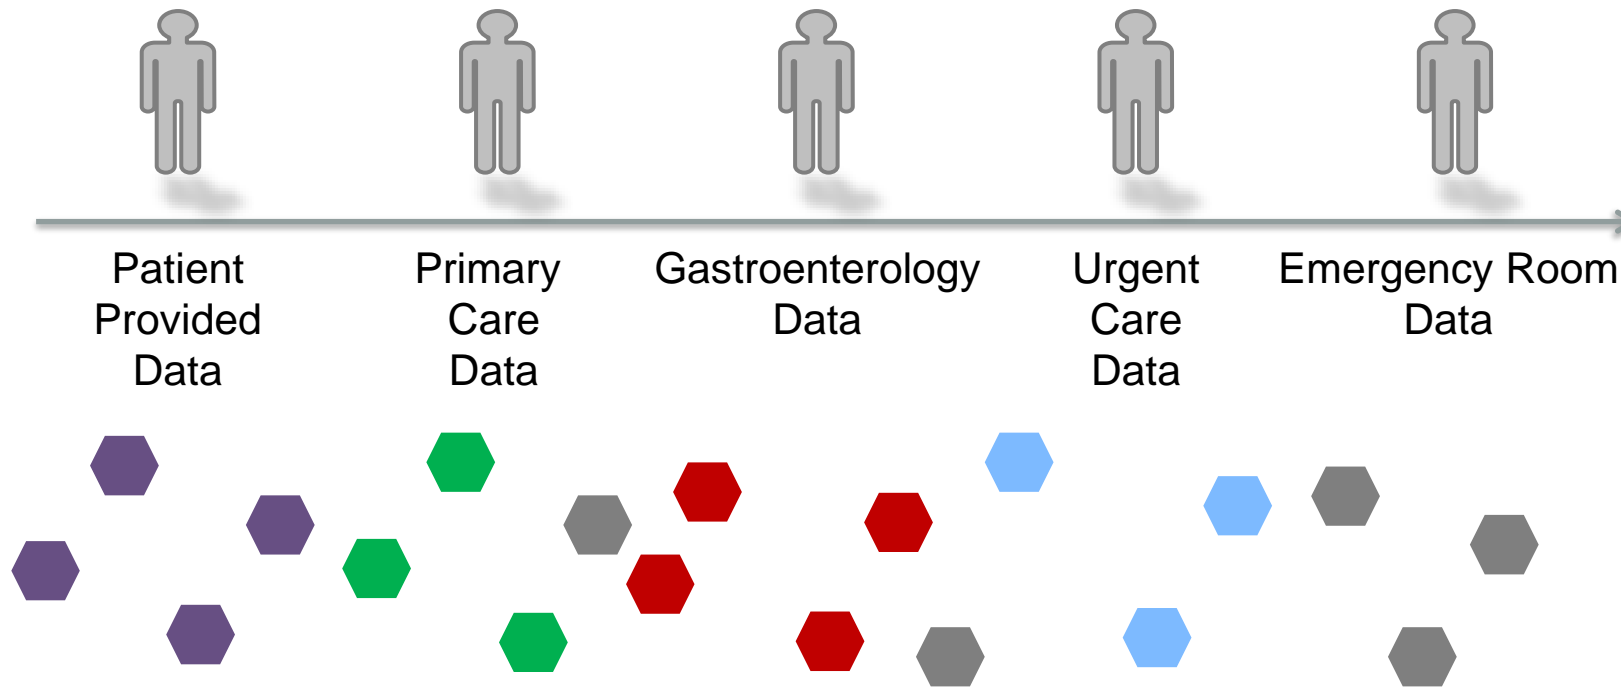 Patient
Provided
Data
Primary
Care
Data
Gastroenterology
Data
Urgent
Care
Data
Emergency Room
Data